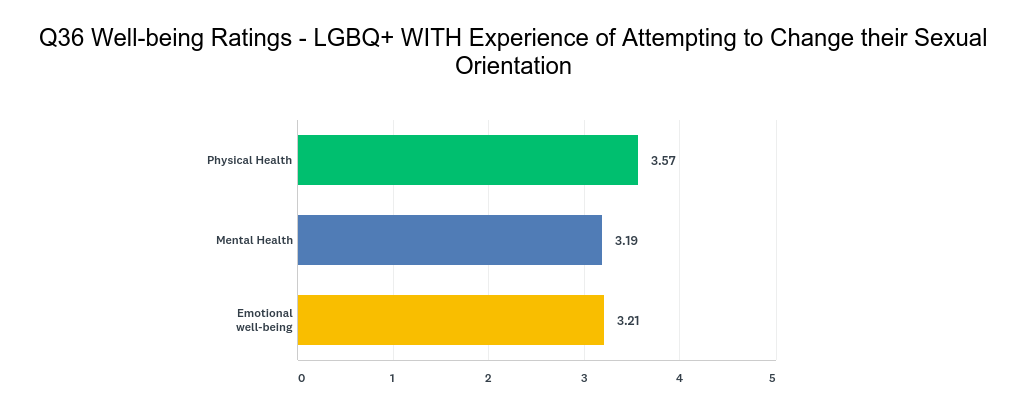 Q36 Well-being Ratings - LGBQ+ WITH Experience of Attempting to Change their Sexual
Orientation
Physical Health
3.57
Mental Health
3.19
Emotional
well-being
3.21
0 1 2 3 4 5